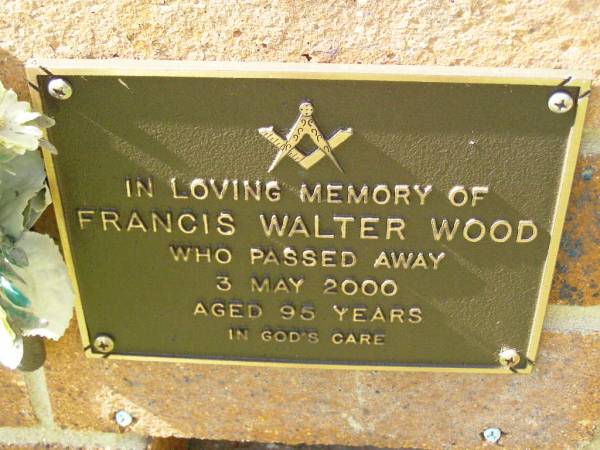 IN LOVING MEMORY OF
FRANCIS WALTER WOOD
WHO PASSED AWAY
3 MAY 2000
AGED 95 YEARS
IN GOD'S CARE